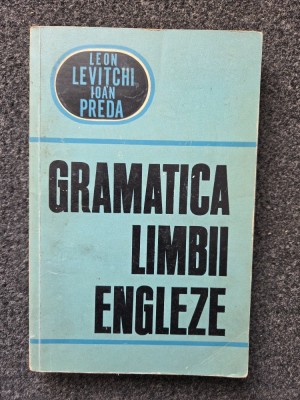 LEON
LEVITCHI
IOAN
PREDA
GRAMATICA
LIMBII
ENGLEZE